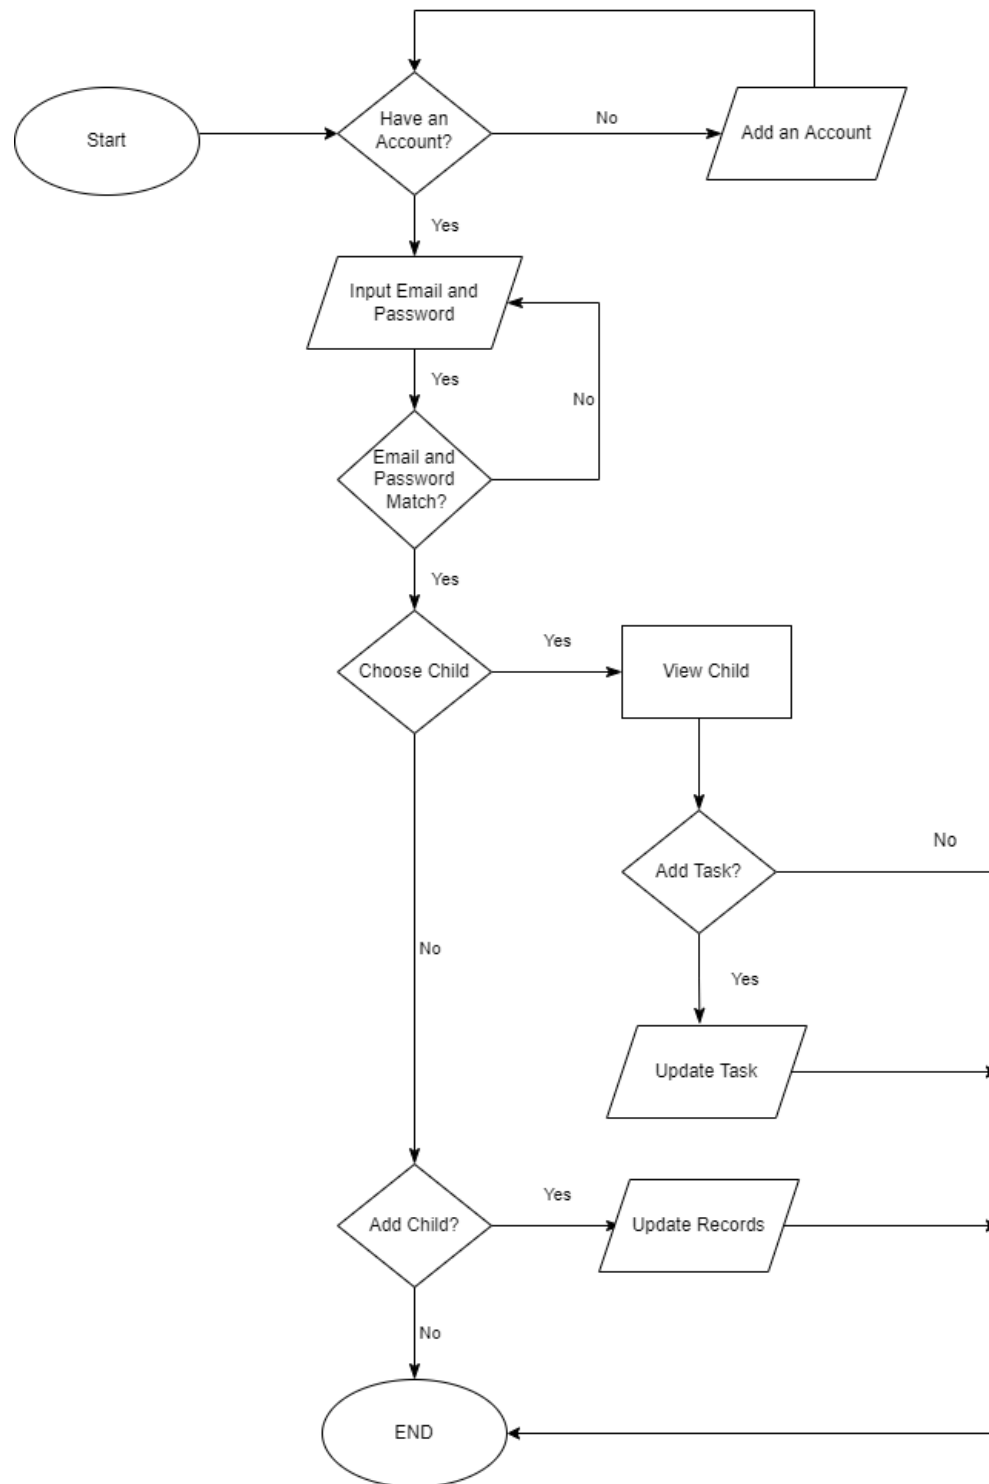 Start
Have an
Account?
No
Add an Account
Yes
Input Email and
Password
Yes
No
Email and
Password
Match?
Yes
Choose Child
Yes
View Child
Add Task?
No
No
Yes
Update Task
Add Child?
Yes
Update Records
No
END